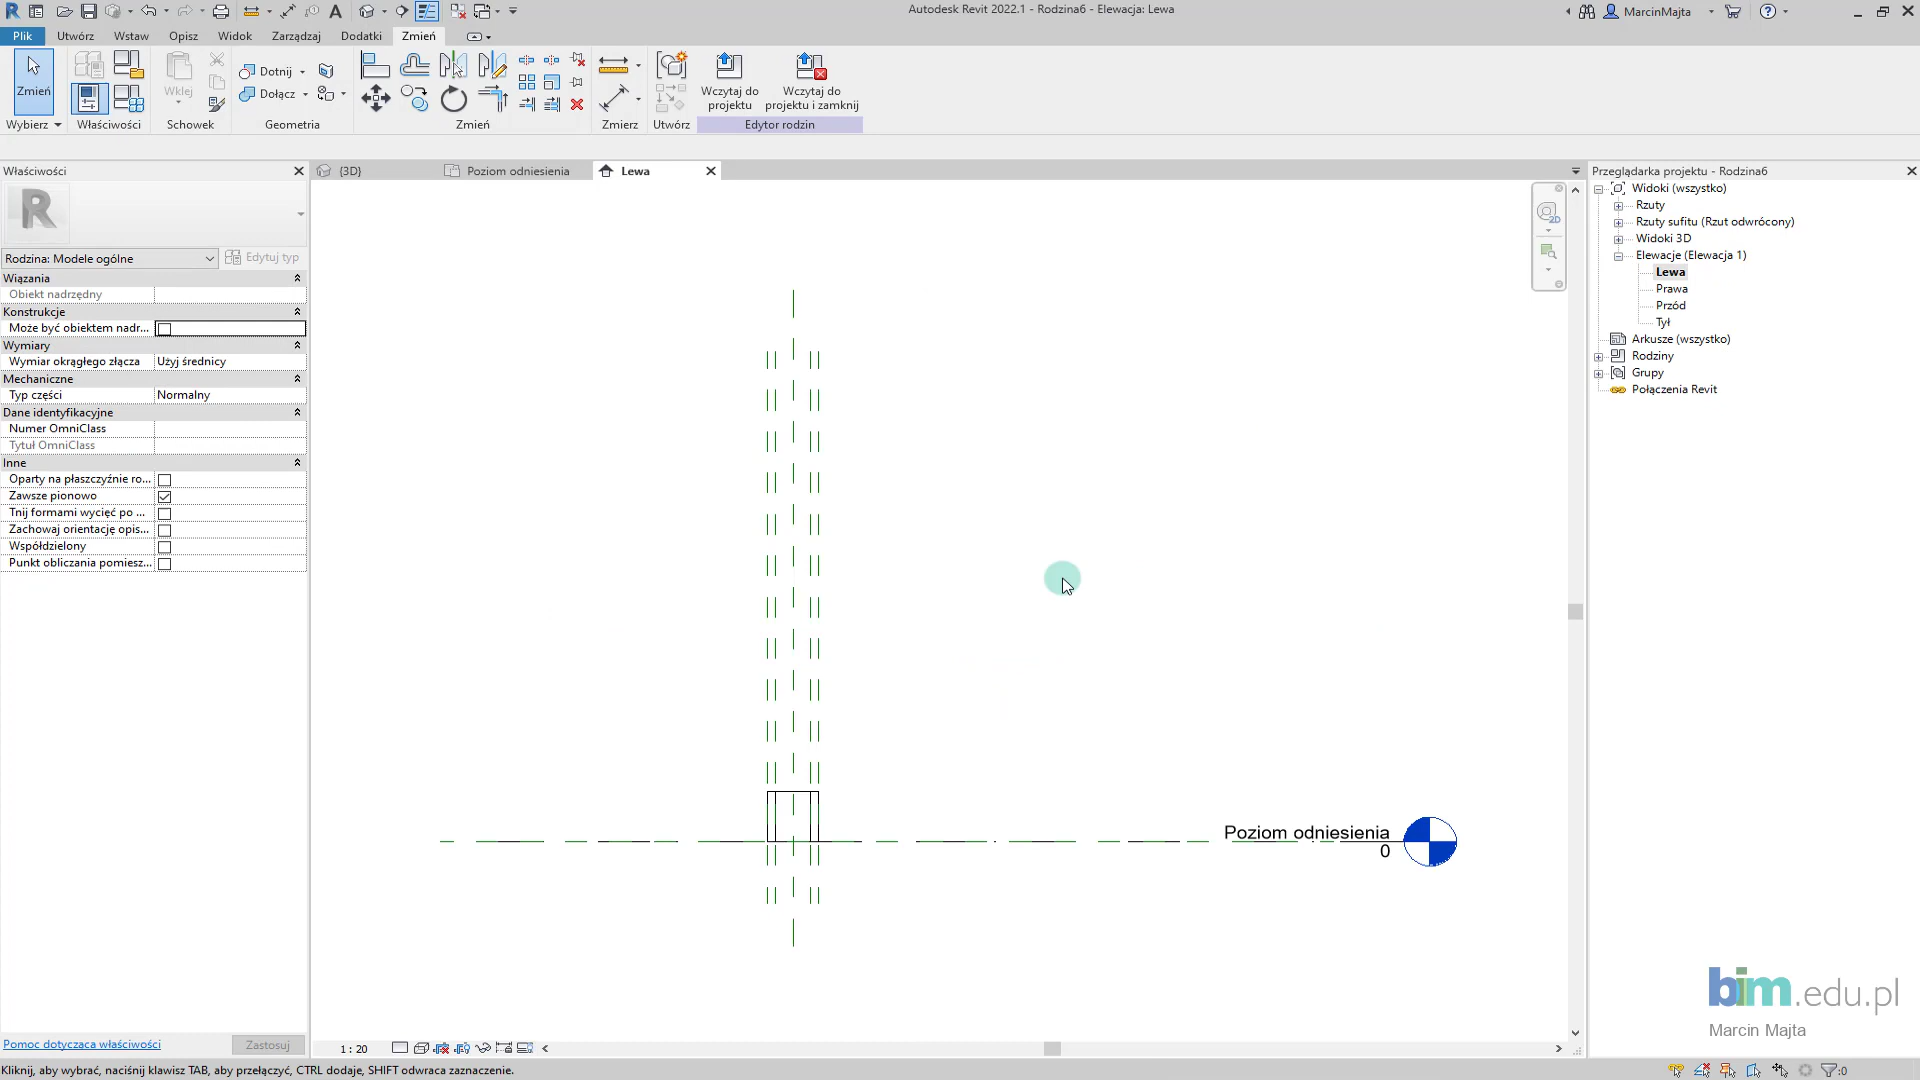 Autodesk Revit 2022.1 - Rodzina6 - Elewacja: Lewa
MarcinMajta
Plik
Utwórz
Wstaw
Opisz
Widok
Zarządzaj
Dodatki
Zmień
Zmień
Wklej
Dotnij
Dołącz
Wczytaj do
projektu
Wczytaj do
projektu i zamknij
Wybierz
Właściwości
Schowek
Geometria
Zmień
Zmierz
Utwórz
Edytor rodzin
Właściwości
{3D}
Poziom odniesienia
Lewa
Przeglądarka projektu - Rodzina6
Rodzina: Modele ogólne
Edytuj typ
Wiązania
Obiekt nadrzędny
Konstrukcje
Może być obiektem nadr...
Wymiary
Wymiar okrągłego złącza
Użyj średnicy
Mechaniczne
Typ części
Normalny
Dane identyfikacyjne
Numer OmniClass
Tytuł OmniClass
Inne
Oparty na płaszczyźnie ro...
Zawsze pionowo
Tnij formami wycięć po ...
Zachowaj orientację opis...
Współdzielony
Punkt obliczania pomiesz...
Widoki (wszystko)
Rzuty
Rzuty sufitu (Rzut odwrócony)
Widoki 3D
Elewacje (Elewacja 1)
Lewa
Prawa
Przód
Tył
Arkusze (wszystko)
Rodziny
Grupy
Połączenia Revit
2D
Poziom odniesienia
0
bim.edu.pl
Marcin Majta
Pomoc dotycząca właściwości
Zastosuj
1 : 20
Kliknij, aby wybrać, naciśnij klawisz TAB, aby przełączyć, CTRL dodaje, SHIFT odwraca zaznaczenie.
:0